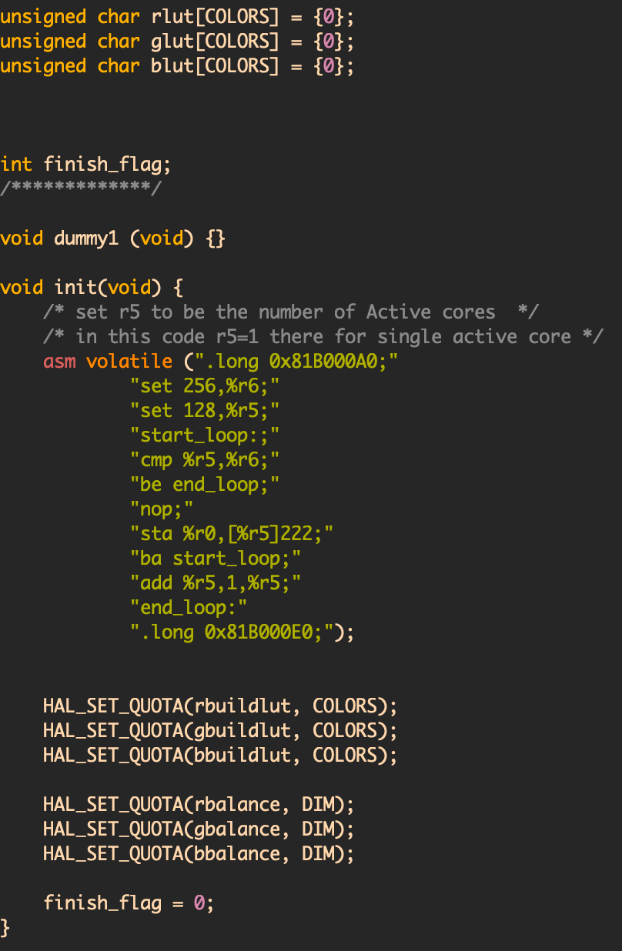 unsigned char rlut[COLORS] = {0};
unsigned char glut[COLORS] = {0};
unsigned char blut[COLORS] = {0};
int finish_flag;
/*************/
void dummy1 (void) {}
void init(void) {
/* set r5 to be the number of Active cores  */
/* in this code r5=1 there for single active core */
asm volatile (".long 0x81B000A0;"
"set 256,%r6;"
"set 128,%r5;"
"start_loop:;"
"cmp %r5,%r6;"
"be end_loop;"
"nop;"
"sta %r0,[%r5]222;"
"ba start_loop;"
"add %r5,1,%r5;"
"end_loop:"
".long 0x81B000E0;");
HAL_SET_QUOTA(rbuildlut, COLORS);
HAL_SET_QUOTA(gbuildlut, COLORS);
HAL_SET_QUOTA(bbuildlut, COLORS);
HAL_SET_QUOTA(rbalance, DIM);
HAL_SET_QUOTA(gbalance, DIM);
HAL_SET_QUOTA(bbalance, DIM);
finish_flag = 0;
}